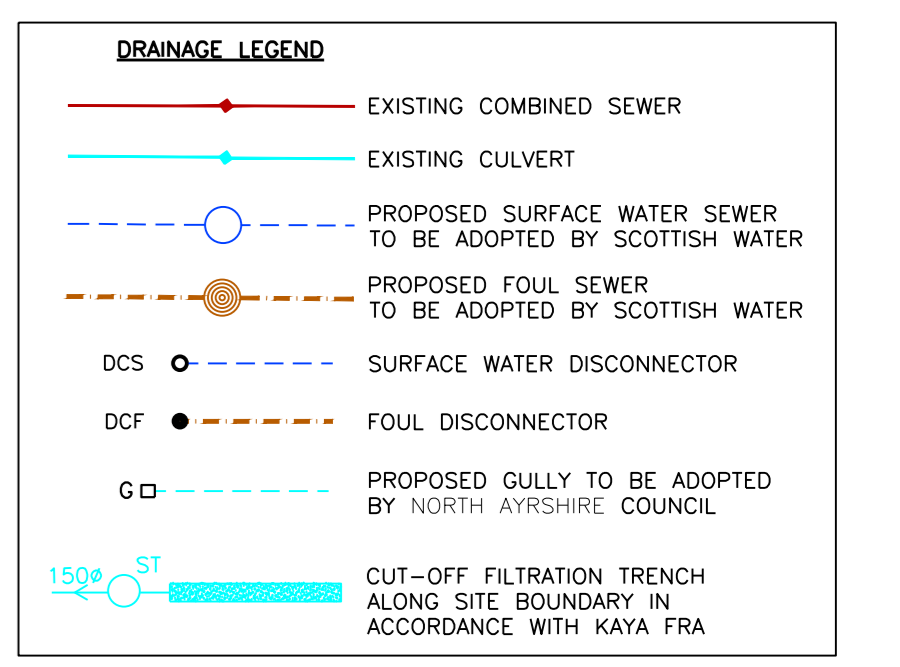 DRAINAGE LEGEND
EXISTING COMBINED SEWER
EXISTING CULVERT
PROPOSED SURFACE WATER SEWER
TO BE ADOPTED BY SCOTTISH WATER
PROPOSED FOUL SEWER
TO BE ADOPTED BY SCOTTISH WATER
DCS SURFACE WATER DISCONNECTOR
DCF FOUL DISCONNECTOR
G PROPOSED GULLY TO BE ADOPTED
BY NORTH AYRSHIRE COUNCIL
150ø ST CUT-OFF FILTRATION TRENCH
ALONG SITE BOUNDARY IN
ACCORDANCE WITH KAYA FRA